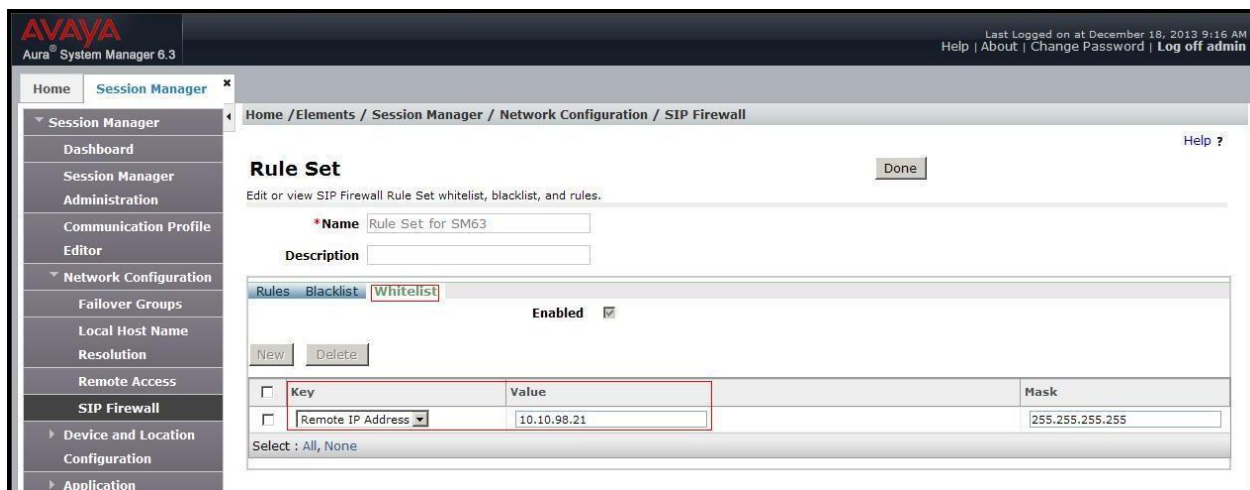 AVAYA
Aura® System Manager 6.3
Last Logged on at December 18, 2013 9:16 AM
Help | About | Change Password | Log off admin
Home Session Manager ×
Session Manager
Dashboard
Session Manager
Administration
Communication Profile
Editor
Network Configuration
Failover Groups
Local Host Name
Resolution
Remote Access
SIP Firewall
Device and Location
Configuration
Application
Home /Elements / Session Manager / Network Configuration / SIP Firewall
Help ?
Rule Set Done
Edit or view SIP Firewall Rule Set whitelist, blacklist, and rules.
*Name Rule Set for SM63
Description
Rules Blacklist Whitelist
Enabled
New Delete
Key Value Mask
Remote IP Address 10.10.98.21 255.255.255.255
Select : All, None